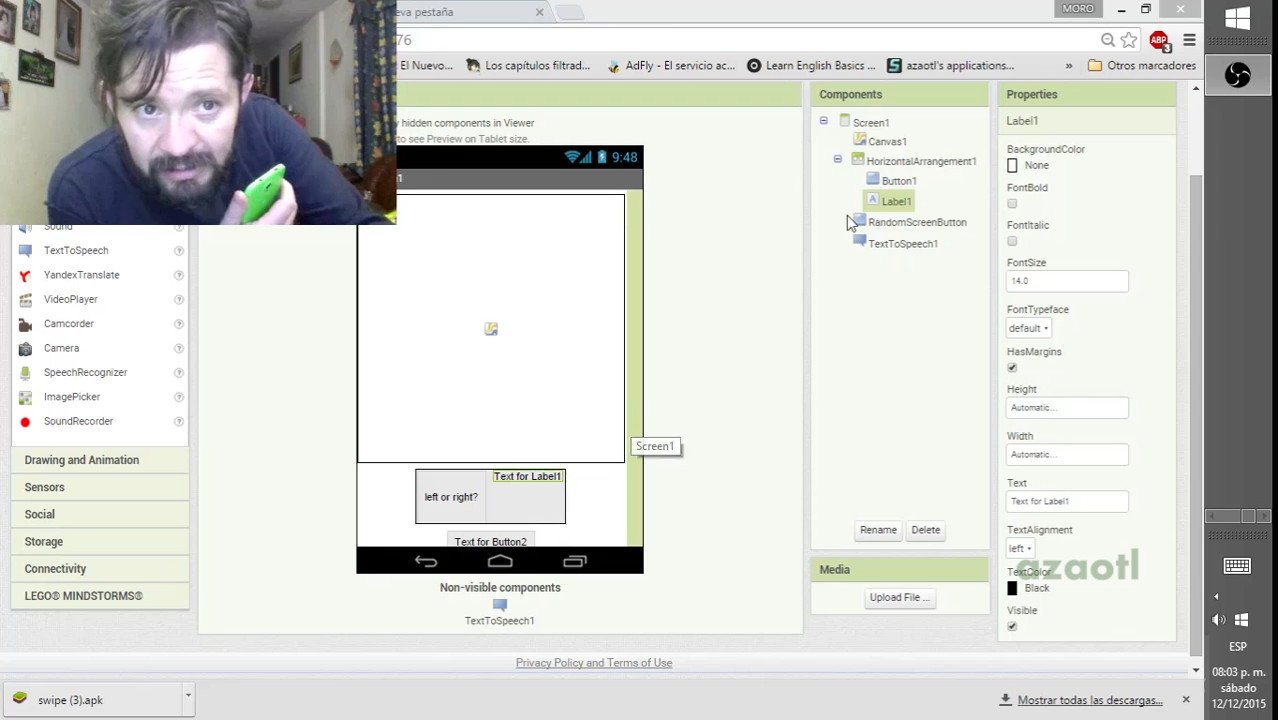 eva pestaña
MORO
76
El Nuevo...
Los capítulos filtrad...
AdFly - El servicio ac...
Learn English Basics ...
azaotl's applications...
»
Otros marcadores
ABP
3
hidden components in Viewer
to see Preview on Tablet size.
9:48
Sound
TextToSpeech
YandexTranslate
VideoPlayer
Camcorder
Camera
SpeechRecognizer
ImagePicker
SoundRecorder
Drawing and Animation
Sensors
Social
Storage
Connectivity
LEGO® MINDSTORMS®
Screen1
left or right?
Text for Label1
Text for Button2
Non-visible components
TextToSpeech1
Components
Screen1
Canvas1
HorizontalArrangement1
Button1
Label1
RandomScreenButton
TextToSpeech1
Rename
Delete
Media
Upload File ...
Properties
Label1
BackgroundColor
None
FontBold
FontItalic
FontSize
14.0
FontTypeface
default
HasMargins
Height
Automatic...
Width
Automatic...
Text
Text for Label1
TextAlignment
left
azaotl
TextColor
Black
Visible
Privacy Policy and Terms of Use
swipe (3).apk
Mostrar todas las descargas...
ESP
08:03 p. m.
sábado
12/12/2015